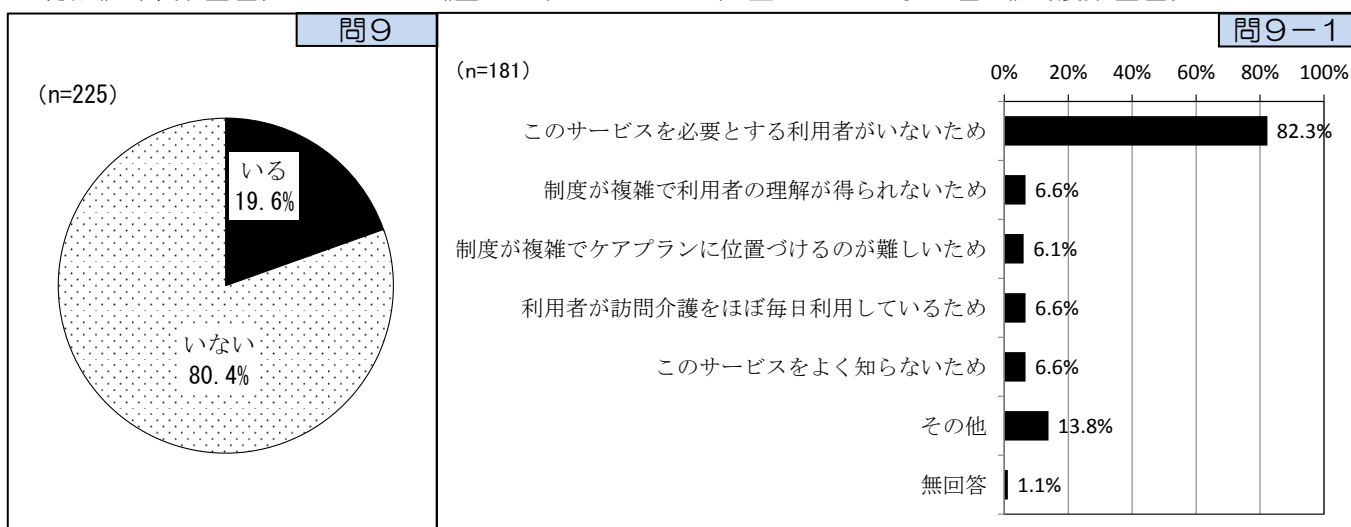 問9
(n=225)
いる
19.6%
いない
80.4%
問9-1
(n=181)
0% 20% 40% 60% 80% 100%
このサービスを必要とする利用者がいないため 82.3%
制度が複雑で利用者の理解が得られないため 6.6%
制度が複雑でケアプランに位置づけるのが難しいため 6.1%
利用者が訪問介護をほぼ毎日利用しているため 6.6%
このサービスをよく知らないため 6.6%
その他 13.8%
無回答 1.1%